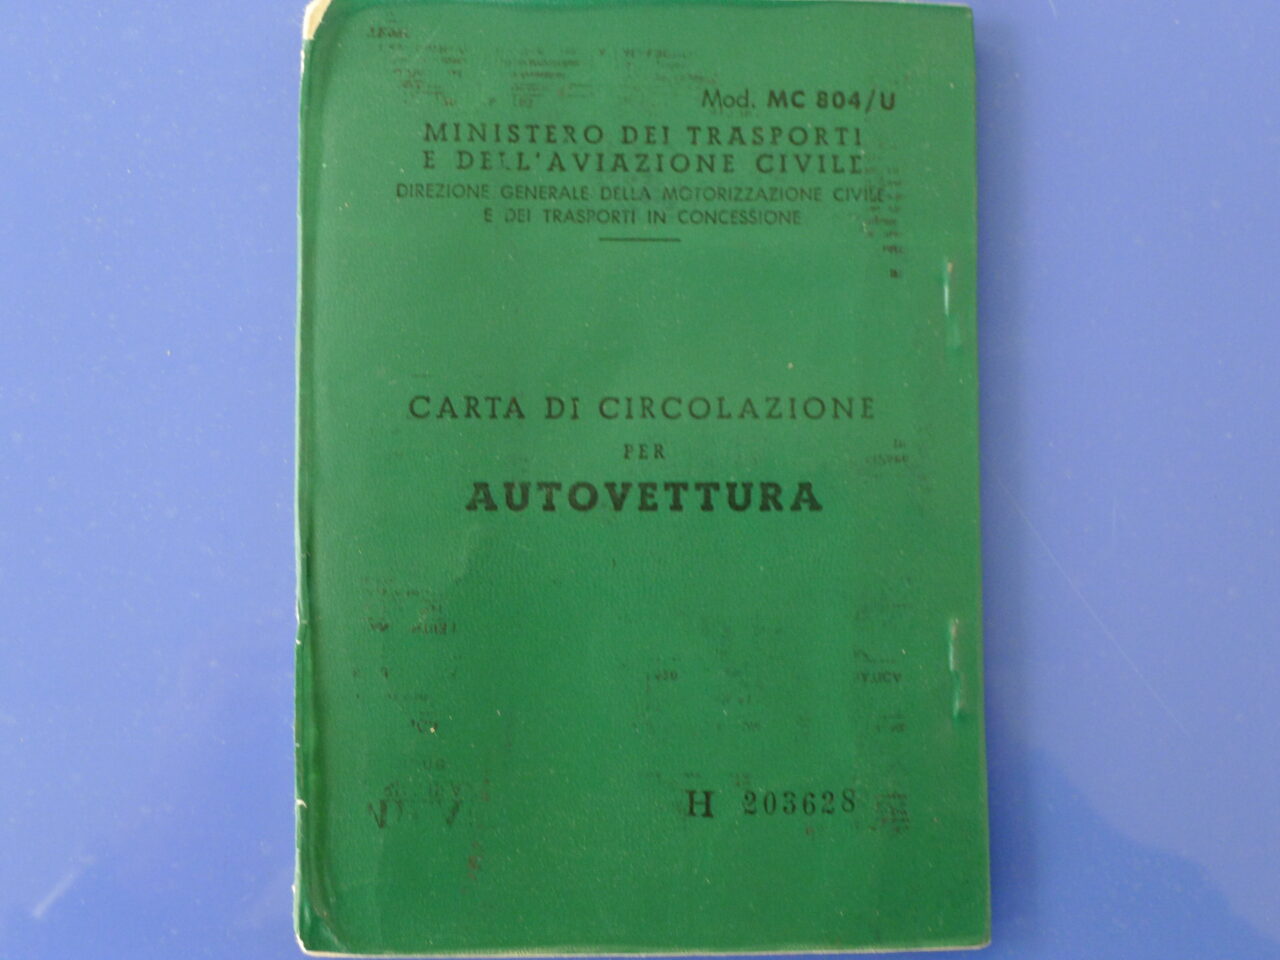 Mod. MC 804/U
MINISTERO DEI TRASPORTI
E DELL'AVIAZIONE CIVILE
DIREZIONE GENERALE DELLA MOTORIZZAZIONE CIVILE
E DEI TRASPORTI IN CONCESSIONE
CARTA DI CIRCOLAZIONE
PER
AUTOVETTURA
H 203628